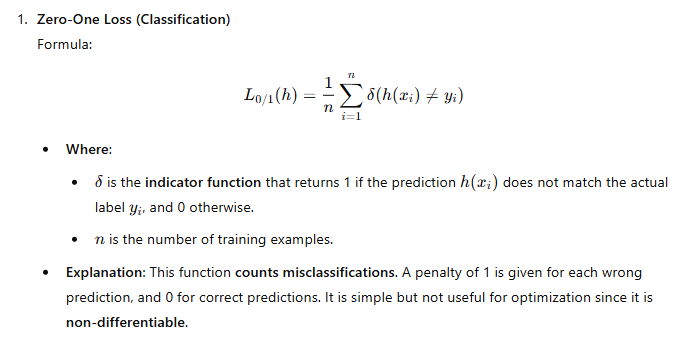 1. Zero-One Loss (Classification)
Formula:
L_{0/1}(h) = \frac{1}{n} \sum_{i=1}^{n} \delta(h(x_i) \neq y_i)
• Where:
• δ is the indicator function that returns 1 if the prediction h(x_i) does not match the actual
label y_i, and 0 otherwise.
• n is the number of training examples.
• Explanation: This function counts misclassifications. A penalty of 1 is given for each wrong
prediction, and 0 for correct predictions. It is simple but not useful for optimization since it is
non-differentiable.